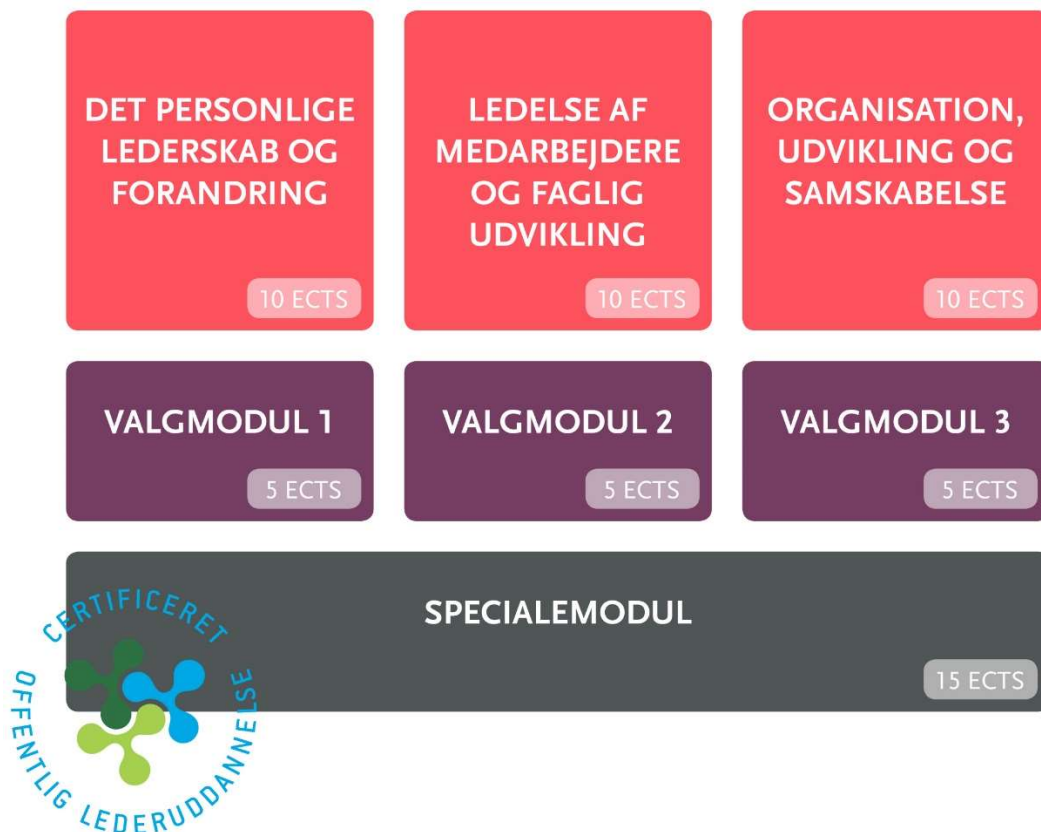 DET PERSONLIGE
LEDERSKAB OG
FORANDRING
10 ECTS
LEDELSE AF
MEDARBEJDERE
OG FAGLIG
UDVIKLING
10 ECTS
ORGANISATION,
UDVIKLING OG
SAMSKABELSE
10 ECTS
VALGMODUL 1
5 ECTS
VALGMODUL 2
5 ECTS
VALGMODUL 3
5 ECTS
SPECIALEMODUL
15 ECTS
CERTIFICERET
OFFENTLIG LEDERUDDANNELSE